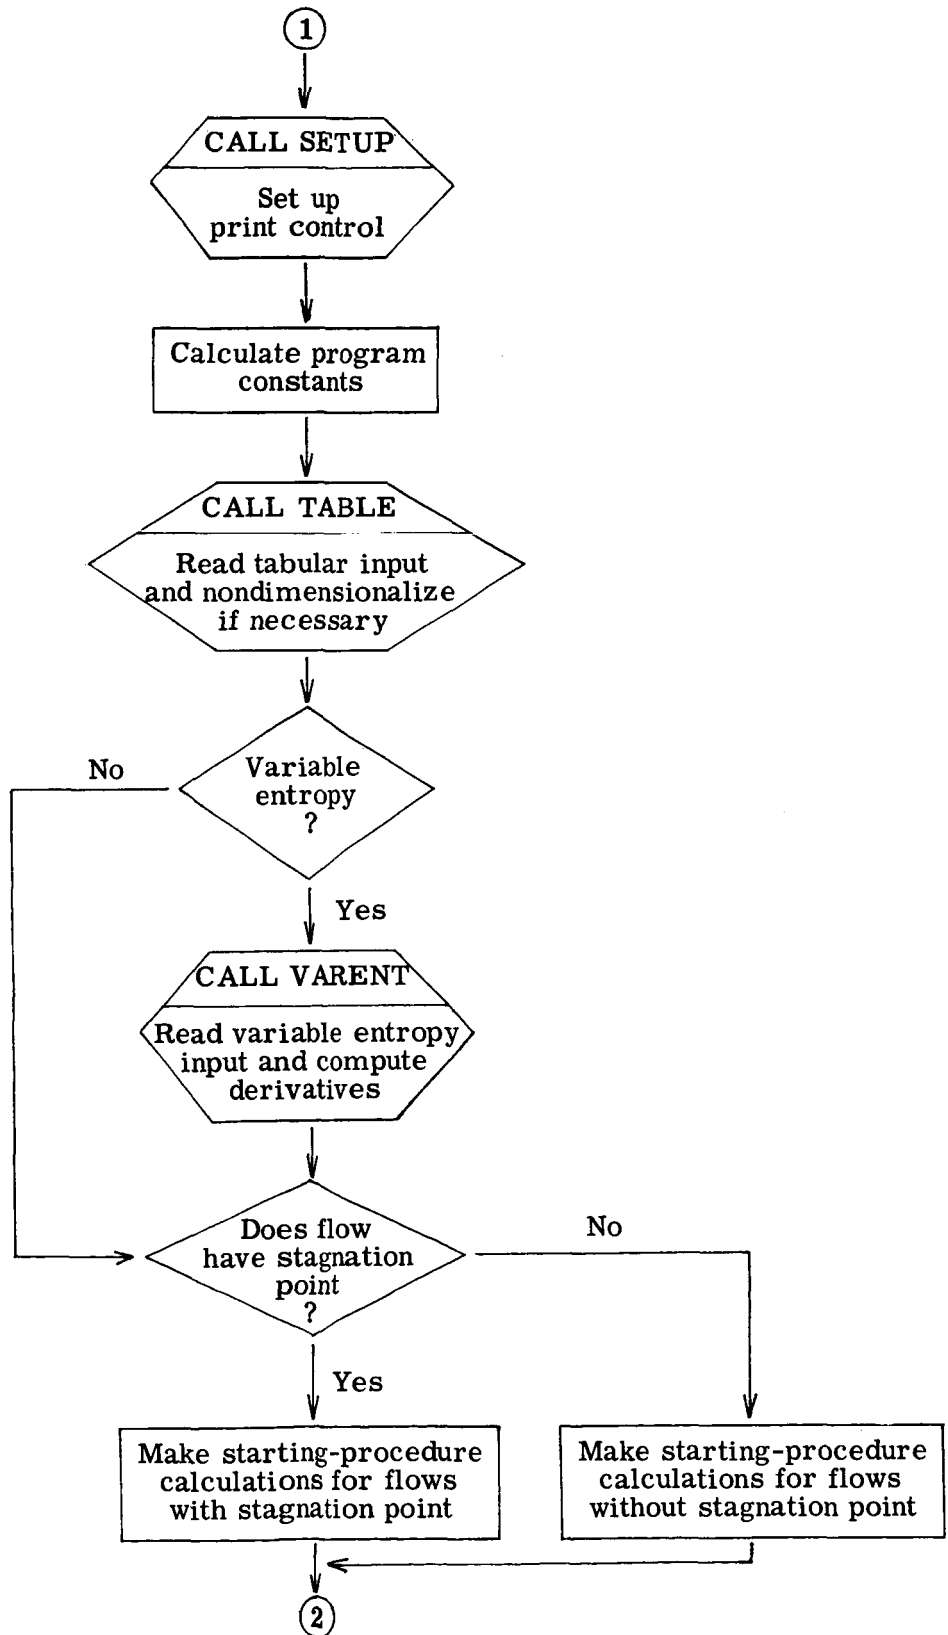 1
CALL SETUP
Set up
print control
Calculate program
constants
CALL TABLE
Read tabular input
and nondimensionalize
if necessary
No
Variable
entropy
?
Yes
CALL VARENT
Read variable entropy
input and compute
derivatives
Does flow
have stagnation
point
?
No
Yes
Make starting-procedure
calculations for flows
with stagnation point
Make starting-procedure
calculations for flows
without stagnation point
2